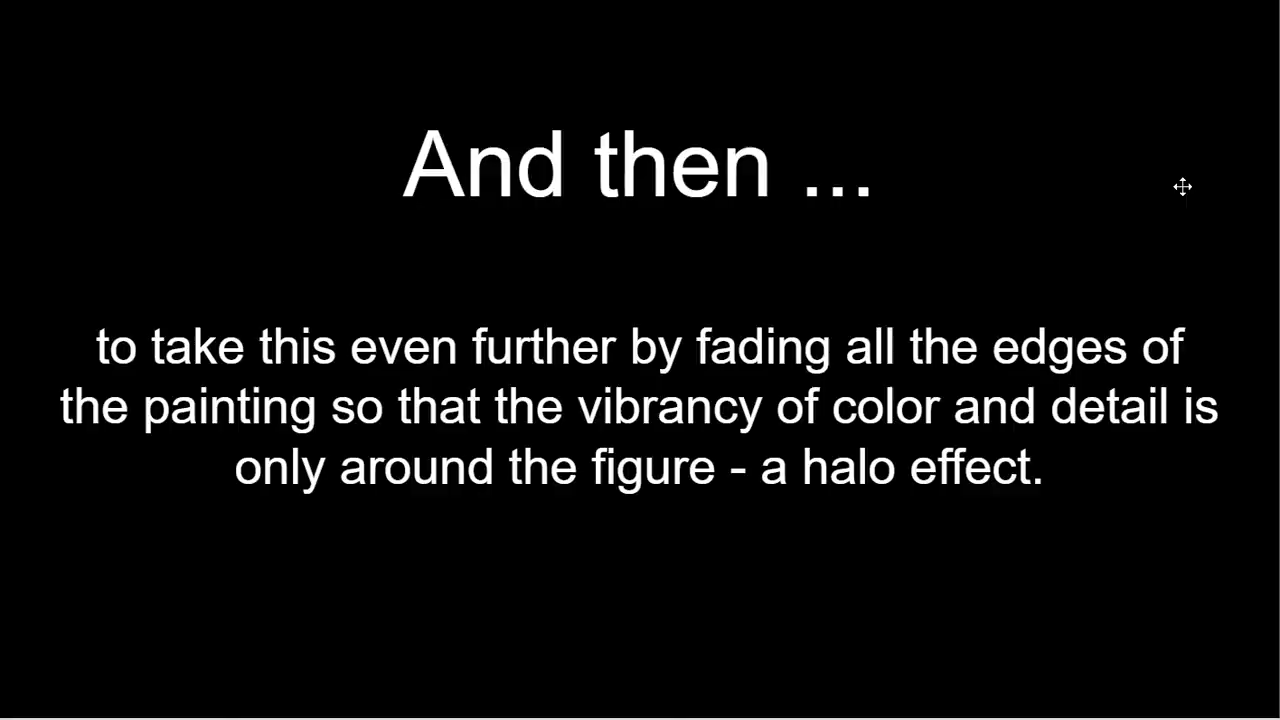 And then ...
to take this even further by fading all the edges of
the painting so that the vibrancy of color and detail is
only around the figure - a halo effect.